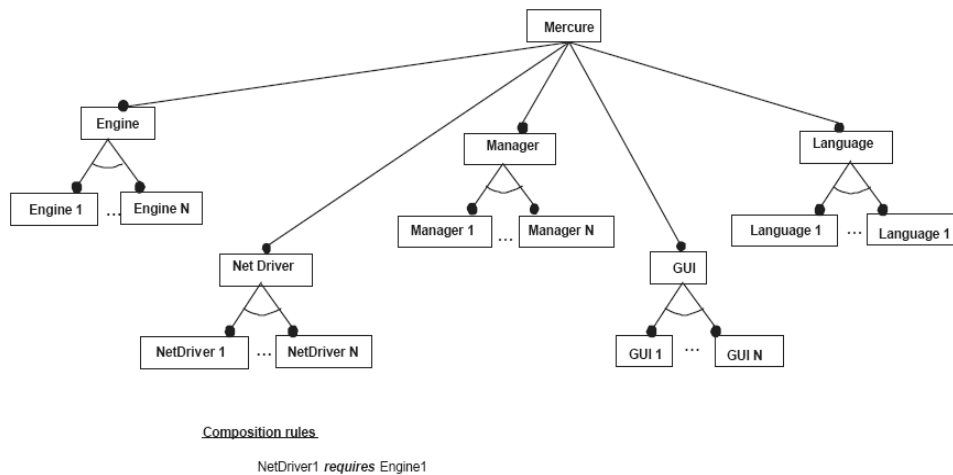 Mercure
Engine
Manager
Language
Engine 1 ... Engine N
Manager 1 ... Manager N
Language 1 ... Language 1
Net Driver
GUI
NetDriver 1 ... NetDriver N
GUI 1 ... GUI N
Composition rules
NetDriver1 requires Engine1